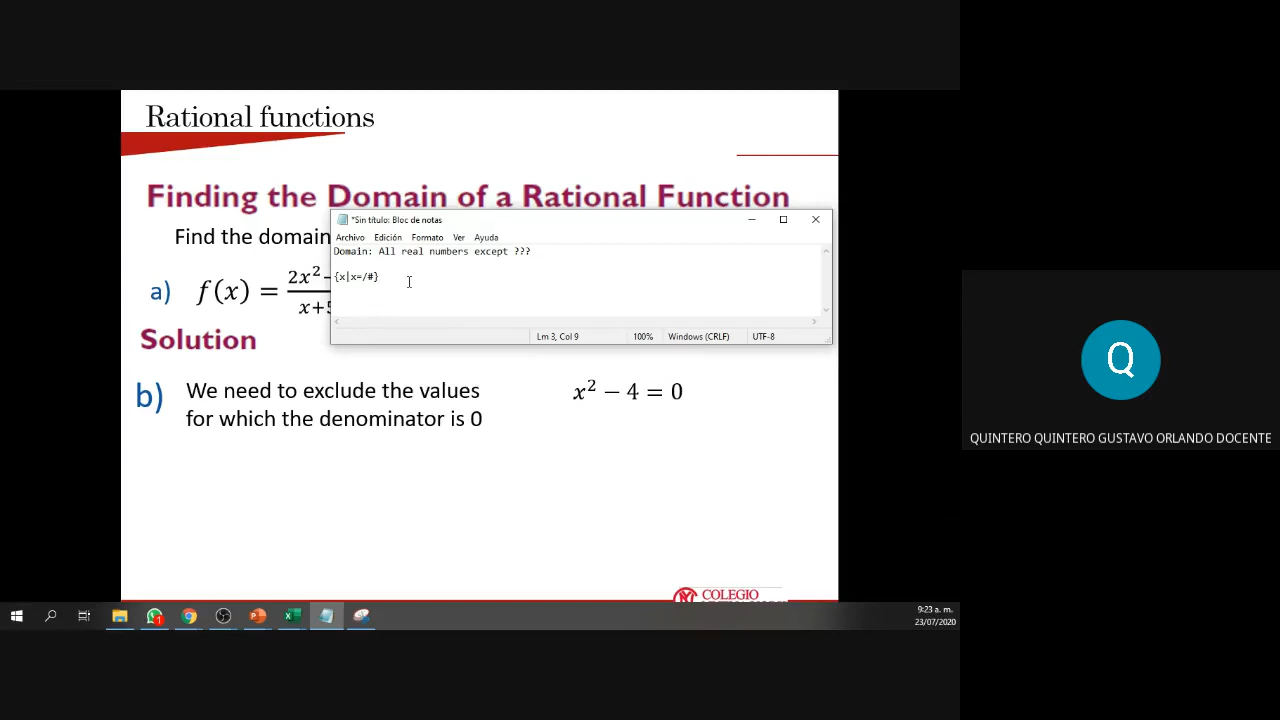 Rational functions
Finding the Domain of a Rational Function
Find the domain
*Sin título: Bloc de notas
Archivo Edición Formato Ver Ayuda
Domain: All real numbers except ???
{x|x=/#}
Lm 3, Col 9 100% Windows (CRLF) UTF-8
a) f(x) = 2x²− / x+5
Solution
b) We need to exclude the values
for which the denominator is 0
x² − 4 = 0
COLEGIO
Q
QUINTERO QUINTERO GUSTAVO ORLANDO DOCENTE
9:23 a. m.
23/07/2020